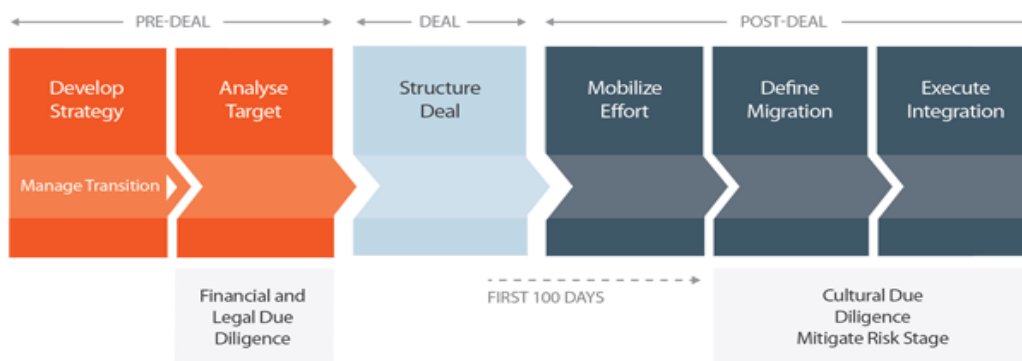 PRE-DEAL
DEAL
POST-DEAL
Develop
Strategy
Analyse
Target
Structure
Deal
Mobilize
Effort
Define
Migration
Execute
Integration
Manage Transition
Financial and
Legal Due
Diligence
FIRST 100 DAYS
Cultural Due
Diligence
Mitigate Risk Stage